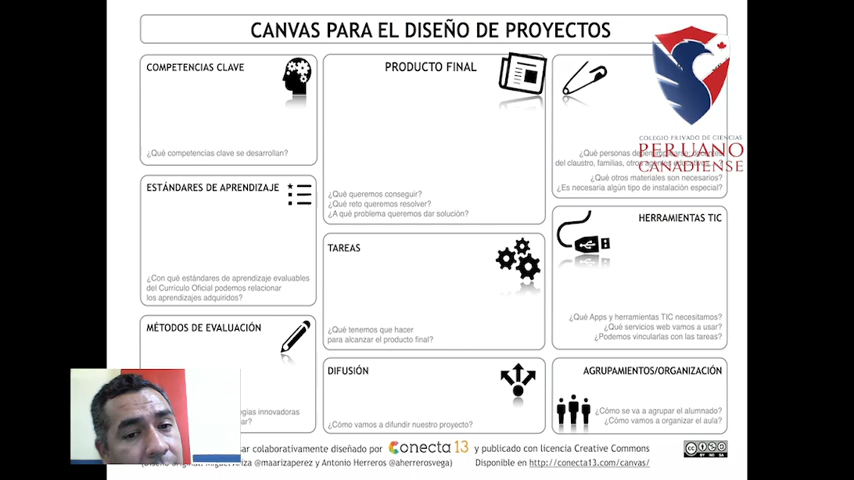 CANVAS PARA EL DISEÑO DE PROYECTOS
COMPETENCIAS CLAVE
¿Qué competencias clave se desarrollan?
ESTÁNDARES DE APRENDIZAJE
¿Con qué estándares de aprendizaje evaluables
del Currículo Oficial podemos relacionar
los aprendizajes adquiridos?
MÉTODOS DE EVALUACIÓN
egias innovadoras
ar?
PRODUCTO FINAL
¿Qué queremos conseguir?
¿Qué reto queremos resolver?
¿A qué problema queremos dar solución?
TAREAS
¿Qué tenemos que hacer
para alcanzar el producto final?
DIFUSIÓN
¿Cómo vamos a difundir nuestro proyecto?
COLEGIO PRIVADO DE CIENCIAS
PERUANO
CANADIENSE
¿Qué personas
del claustro, familias, otros
¿Qué otros materiales son necesarios?
¿Es necesaria algún tipo de instalación especial?
HERRAMIENTAS TIC
¿Qué Apps y herramientas TIC necesitamos?
¿Qué servicios web vamos a usar?
¿Podemos vincularlas con las tareas?
AGRUPAMIENTOS/ORGANIZACIÓN
¿Cómo se va a agrupar el alumnado?
¿Cómo vamos a organizar el aula?
ar colaborativamente diseñado por Conecta13 y publicado con licencia Creative Commons
@maarizaperez y Antonio Herreros @aherrerosvega) Disponible en http://conecta13.com/canvas/